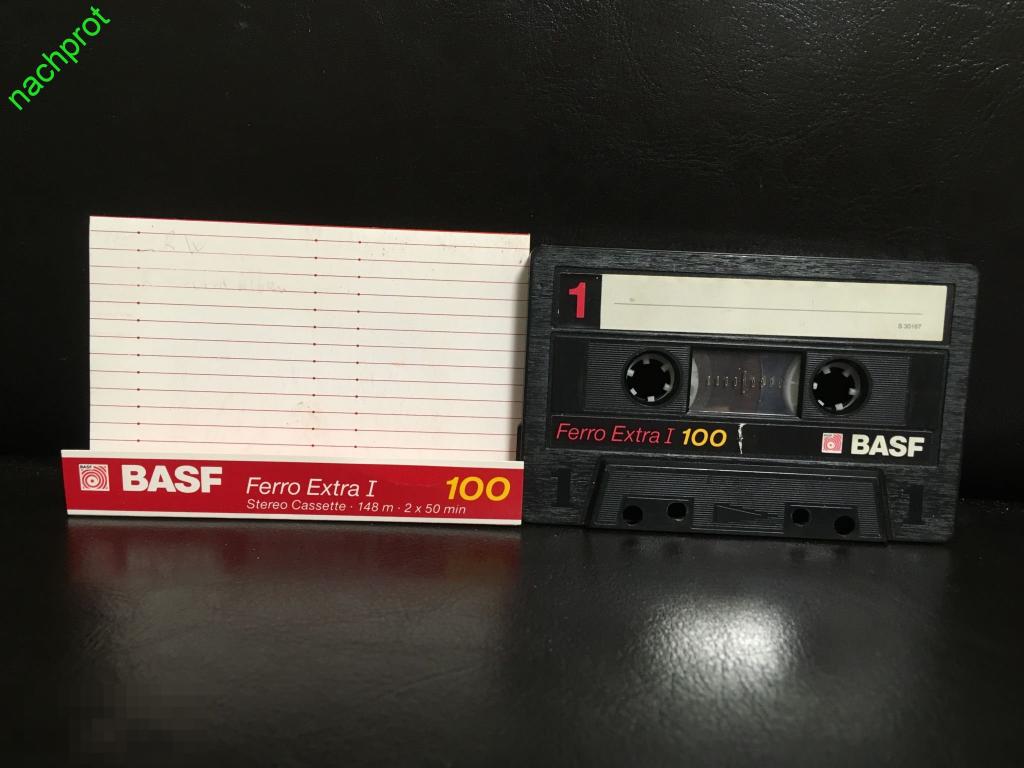 nachprot
BASF
BASF
Ferro Extra I
100
Stereo Cassette · 148 m · 2 x 50 min
1
S 30167
Ferro Extra I 100
BASF
1
1